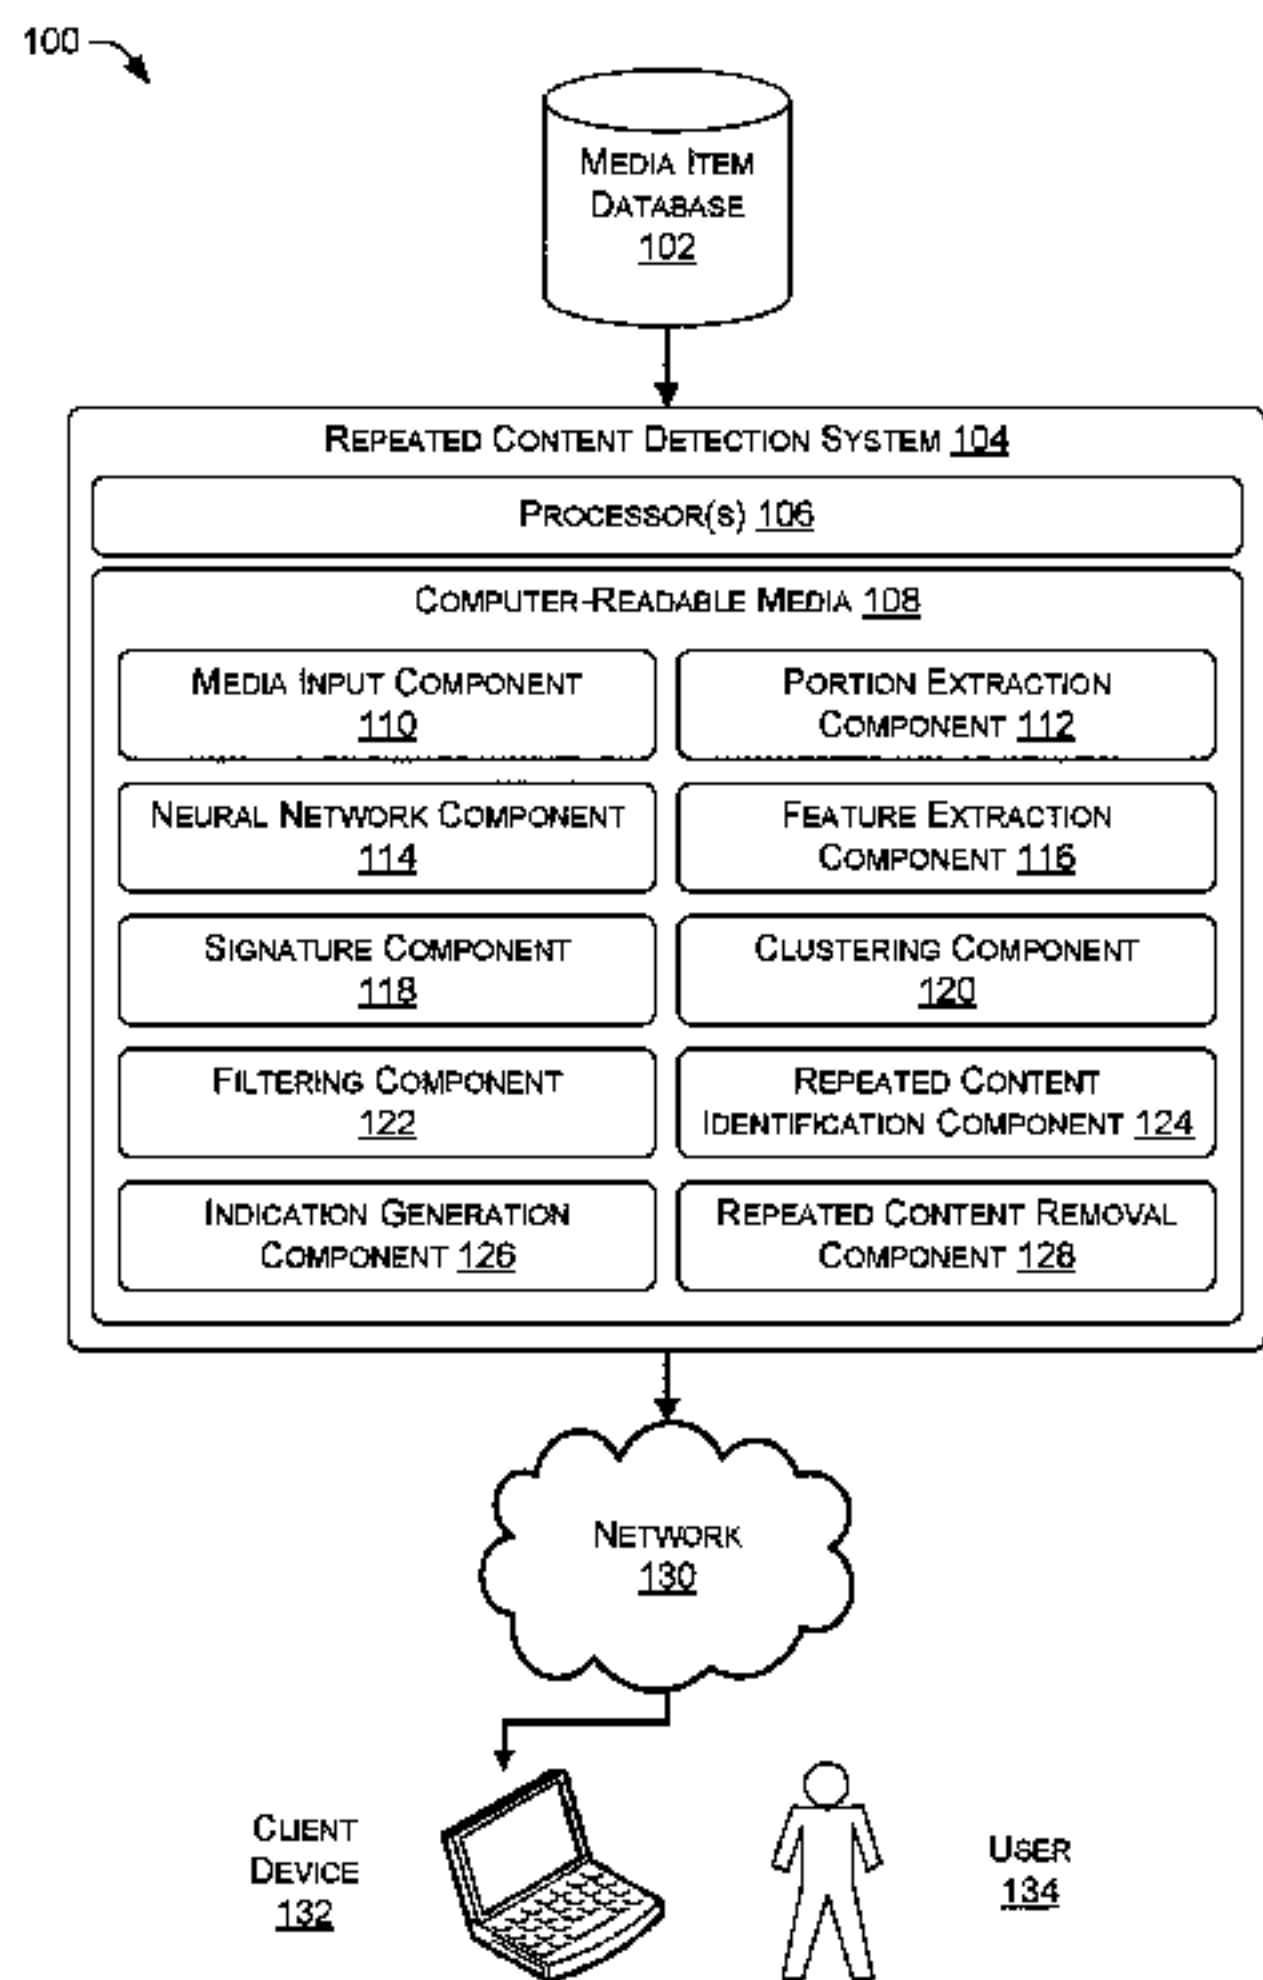 100
MEDIA ITEM
DATABASE
102
REPEATED CONTENT DETECTION SYSTEM 104
PROCESSOR(S) 106
COMPUTER-READABLE MEDIA 108
MEDIA INPUT COMPONENT
110
PORTION EXTRACTION
COMPONENT 112
NEURAL NETWORK COMPONENT
114
FEATURE EXTRACTION
COMPONENT 116
SIGNATURE COMPONENT
118
CLUSTERING COMPONENT
120
FILTERING COMPONENT
122
REPEATED CONTENT
IDENTIFICATION COMPONENT 124
INDICATION GENERATION
COMPONENT 126
REPEATED CONTENT REMOVAL
COMPONENT 128
NETWORK
130
CLIENT
DEVICE
132
USER
134